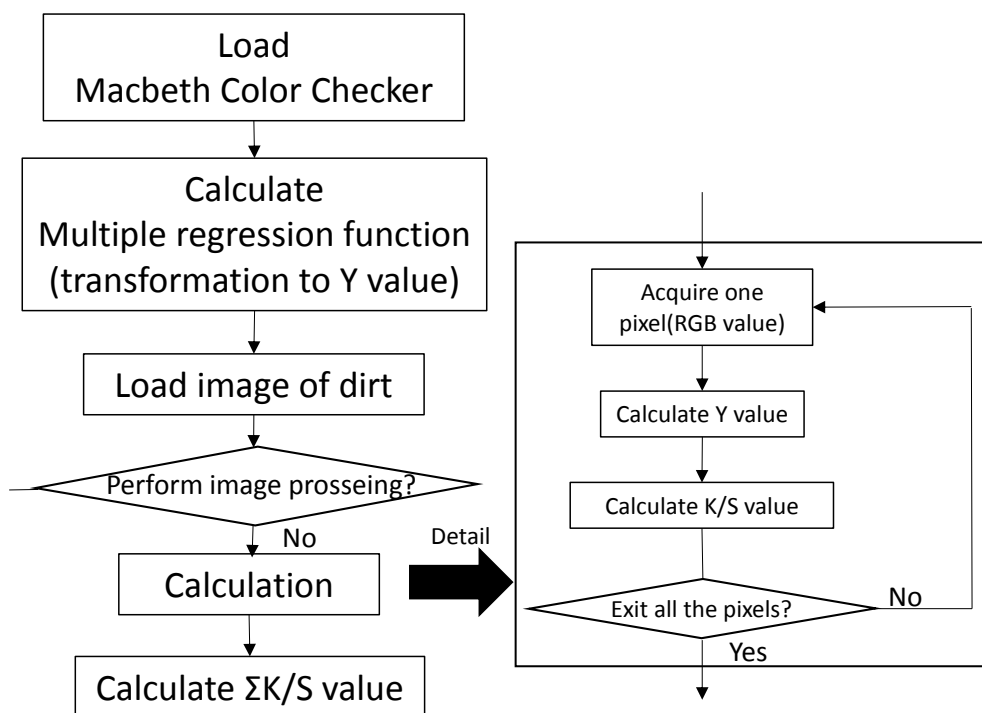 Load
Macbeth Color Checker
Calculate
Multiple regression function
(transformation to Y value)
Load image of dirt
Perform image prosseing?
No
Calculation
Calculate ΣK/S value
Detail
Acquire one
pixel(RGB value)
Calculate Y value
Calculate K/S value
Exit all the pixels?
No
Yes